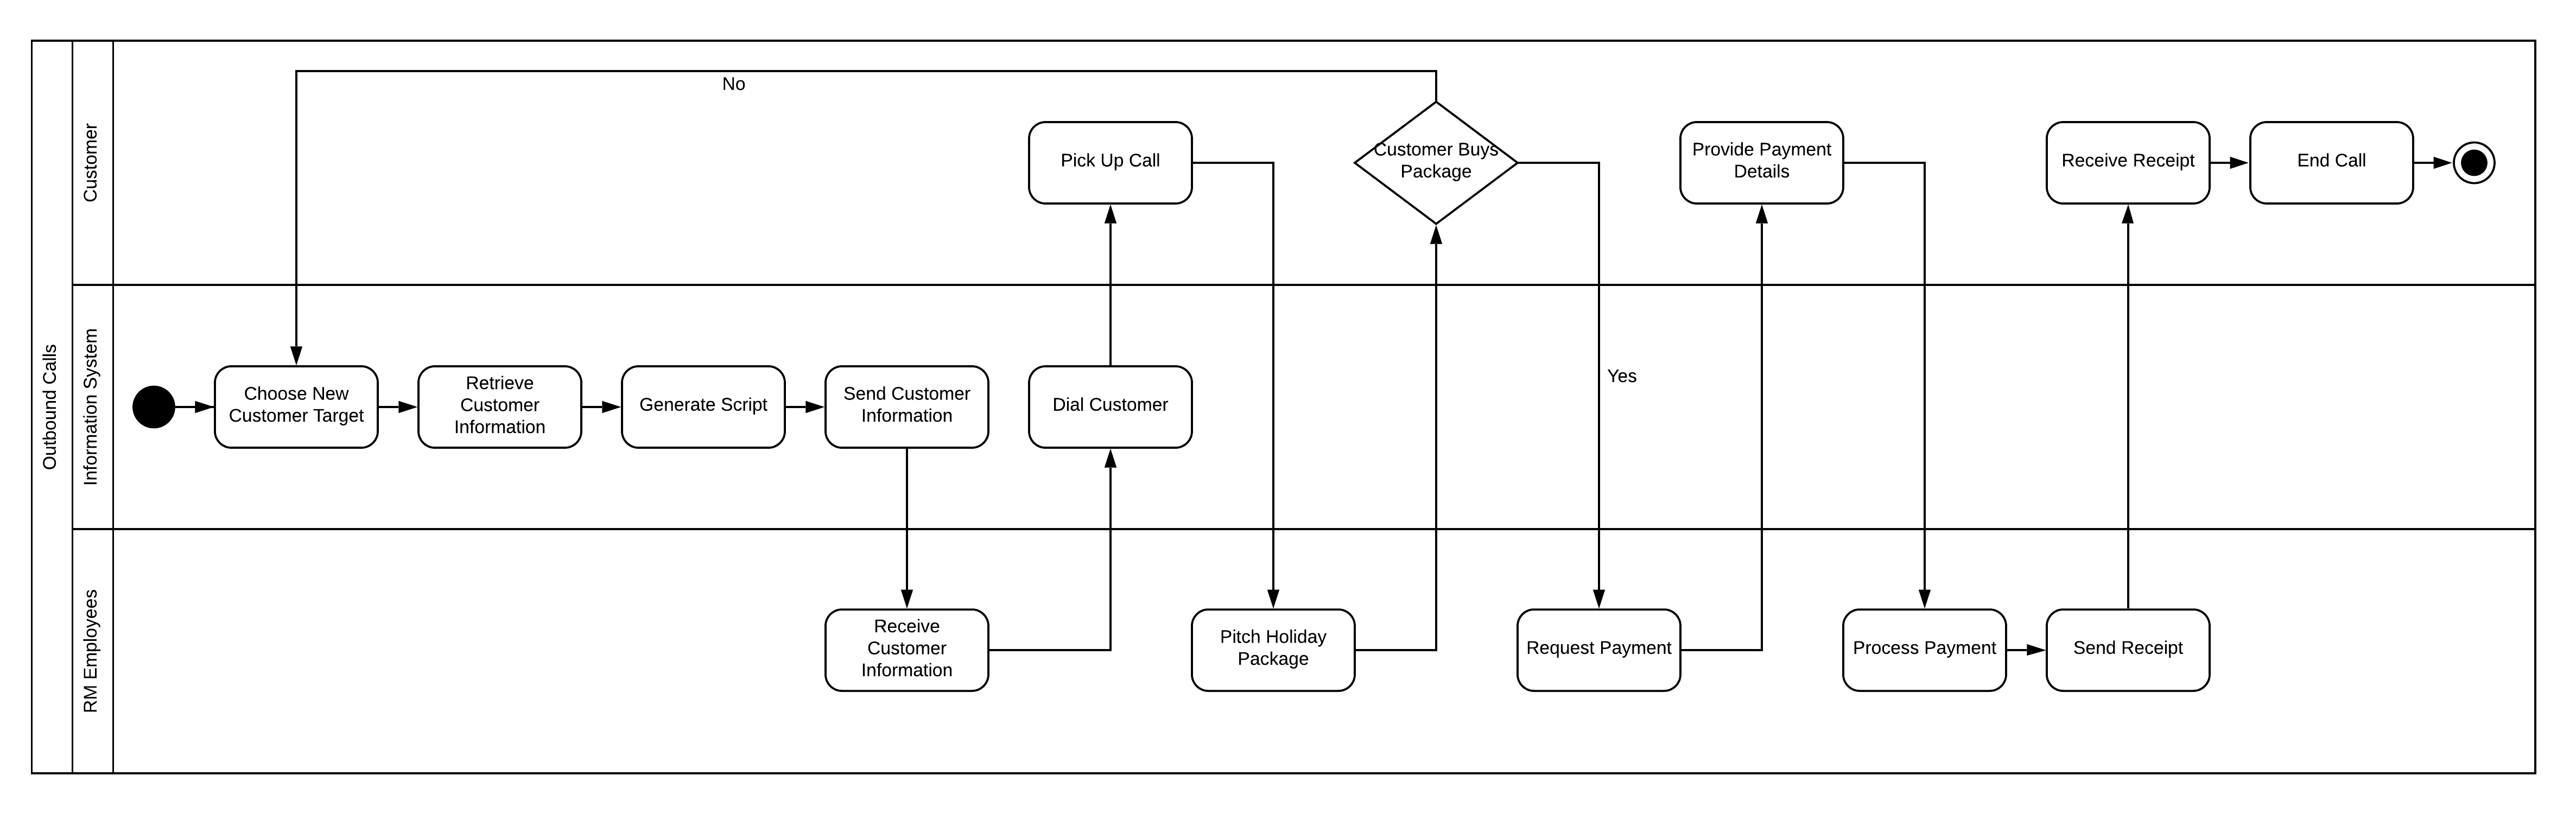 Outbound Calls
Customer
No
Pick Up Call
Customer Buys
Package
Provide Payment
Details
Receive Receipt
End Call
Information System
Choose New
Customer Target
Retrieve
Customer
Information
Generate Script
Send Customer
Information
Dial Customer
Yes
RM Employees
Receive
Customer
Information
Pitch Holiday
Package
Request Payment
Process Payment
Send Receipt